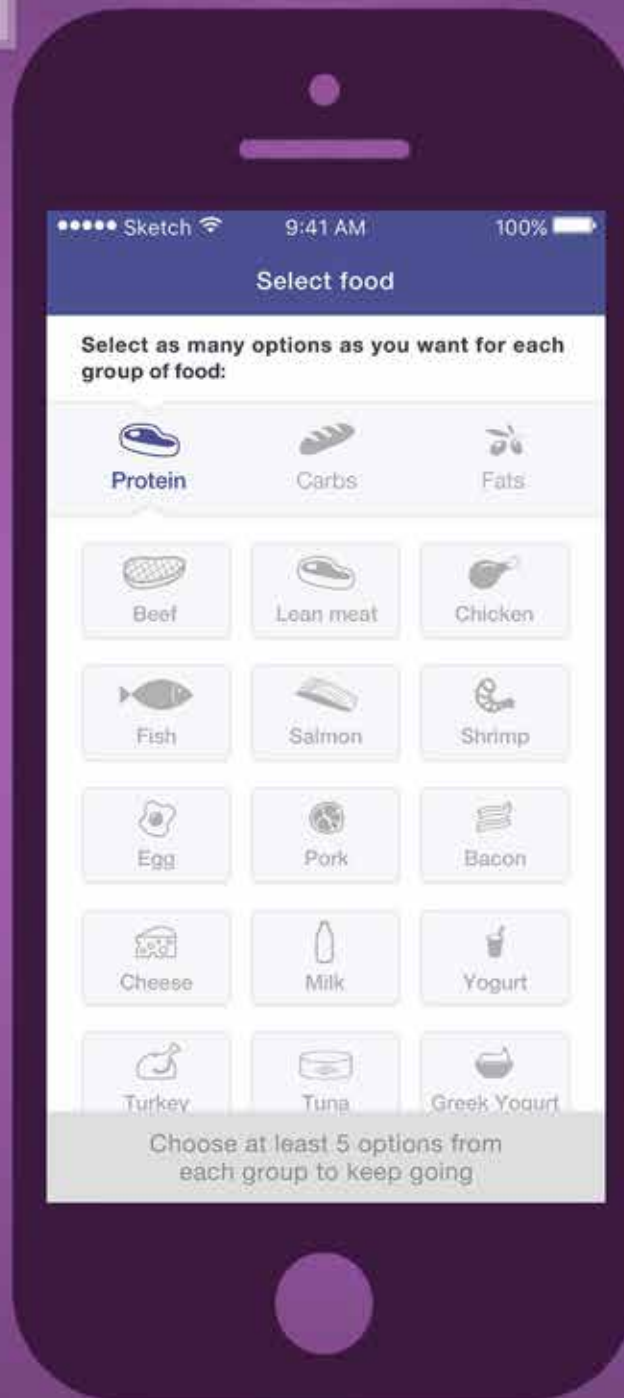 Sketch 9:41 AM 100%
Select food
Select as many options as you want for each
group of food:
Protein Carbs Fats
Beef Lean meat Chicken
Fish Salmon Shrimp
Egg Pork Bacon
Cheese Milk Yogurt
Turkey Tuna Greek Yogurt
Choose at least 5 options from
each group to keep going